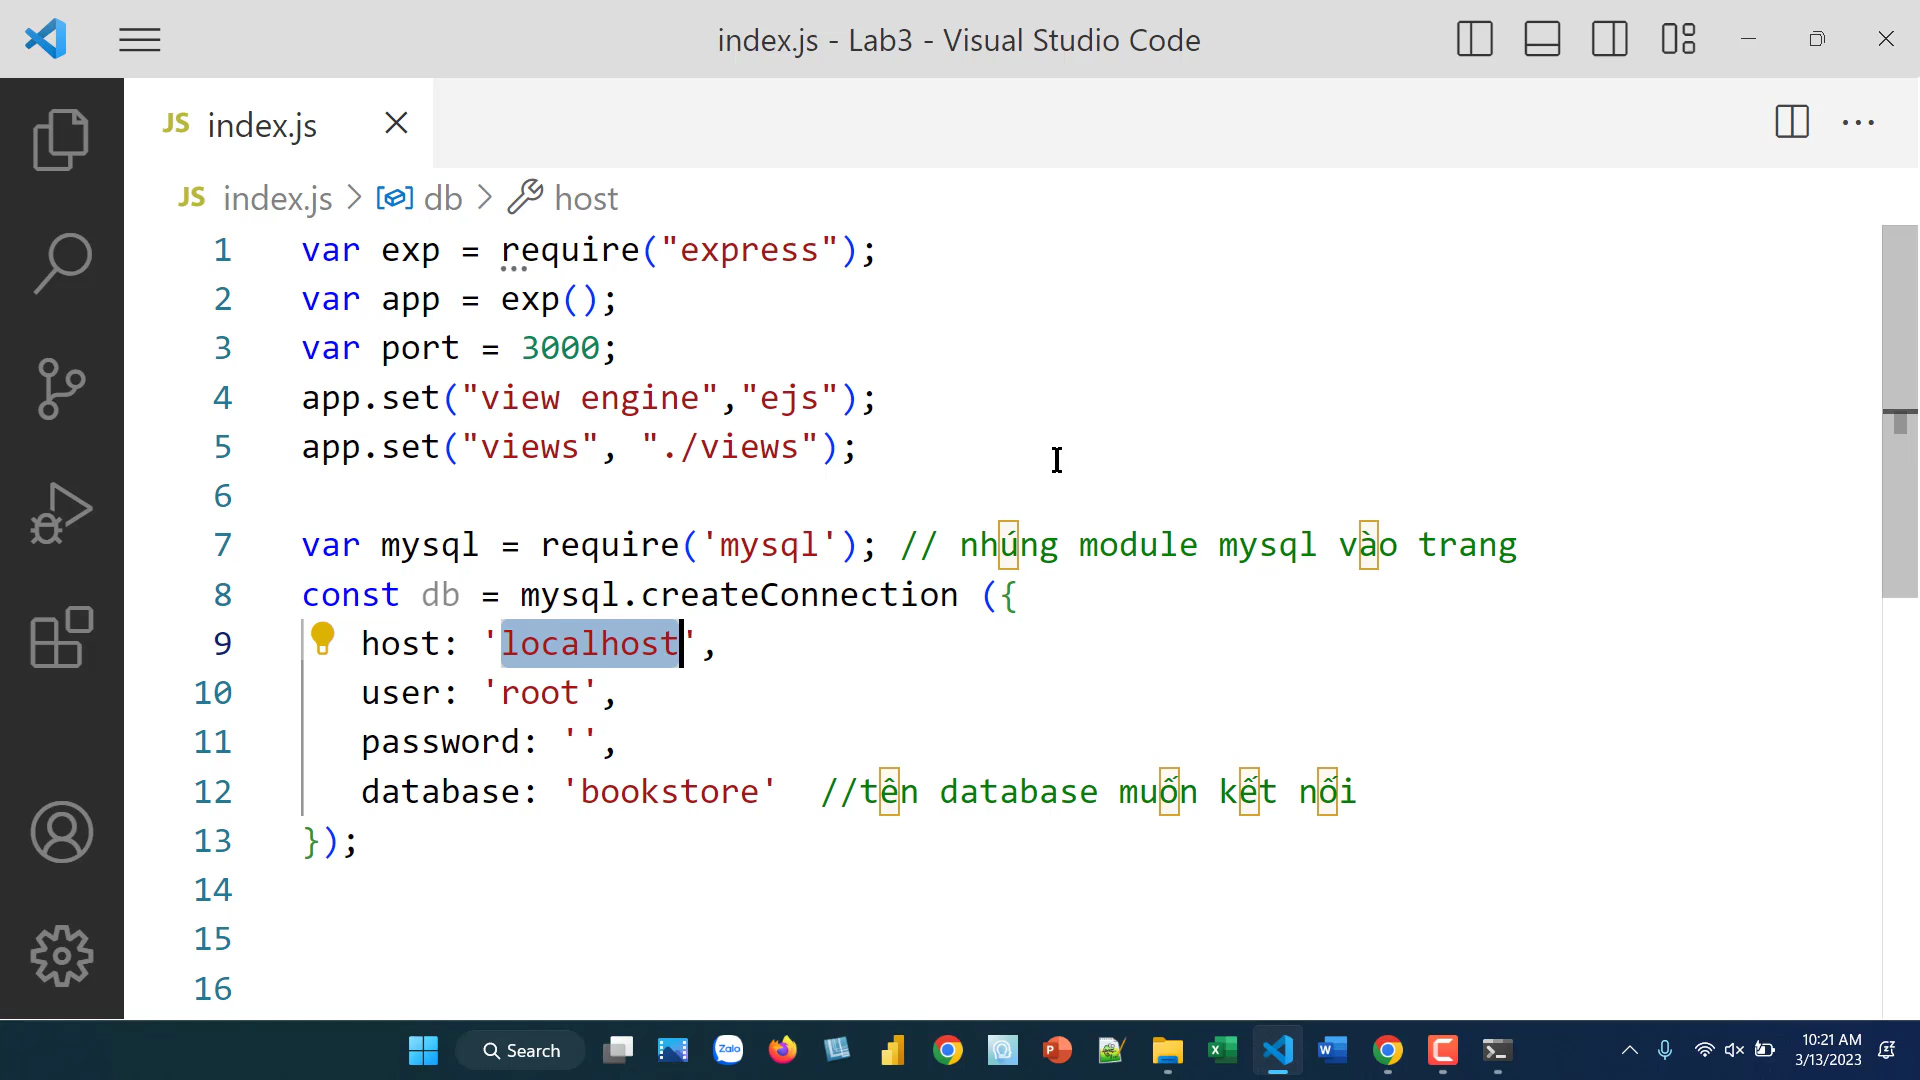 index.js - Lab3 - Visual Studio Code
JS index.js
JS index.js > db > host
1 var exp = require("express");
2 var app = exp();
3 var port = 3000;
4 app.set("view engine","ejs");
5 app.set("views", "./views");
6
7 var mysql = require('mysql'); // nhúng module mysql vào trang
8 const db = mysql.createConnection ({
9 host: 'localhost',
10 user: 'root',
11 password: '',
12 database: 'bookstore' //tên database muốn kết nối
13 });
14
15
16
Search
Zalo
10:21 AM
3/13/2023